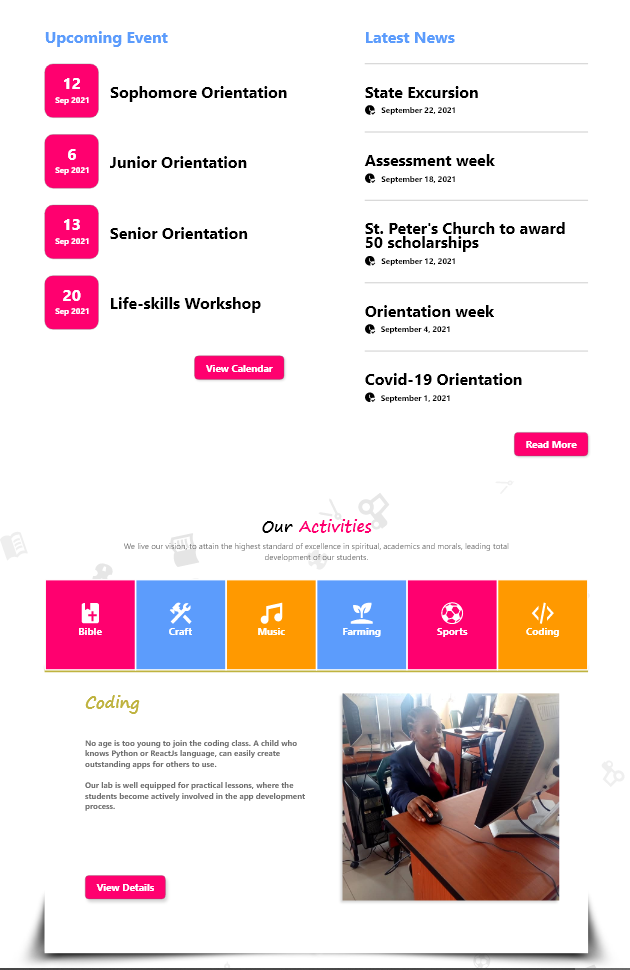 Upcoming Event
12
Sep 2021
Sophomore Orientation
6
Sep 2021
Junior Orientation
13
Sep 2021
Senior Orientation
20
Sep 2021
Life-skills Workshop
View Calendar
Latest News
State Excursion
September 22, 2021
Assessment week
September 18, 2021
St. Peter's Church to award
50 scholarships
September 12, 2021
Orientation week
September 4, 2021
Covid-19 Orientation
September 1, 2021
Read More
Our Activities
We live our vision, to attain the highest standard of excellence in spiritual, academics and morals, leading total
development of our students.
Bible
Craft
Music
Farming
Sports
Coding
Coding
No age is too young to join the coding class. A child who
knows Python or ReactJs language, can easily create
outstanding apps for others to use.
Our lab is well equipped for practical lessons, where the
students become actively involved in the app development
process.
View Details